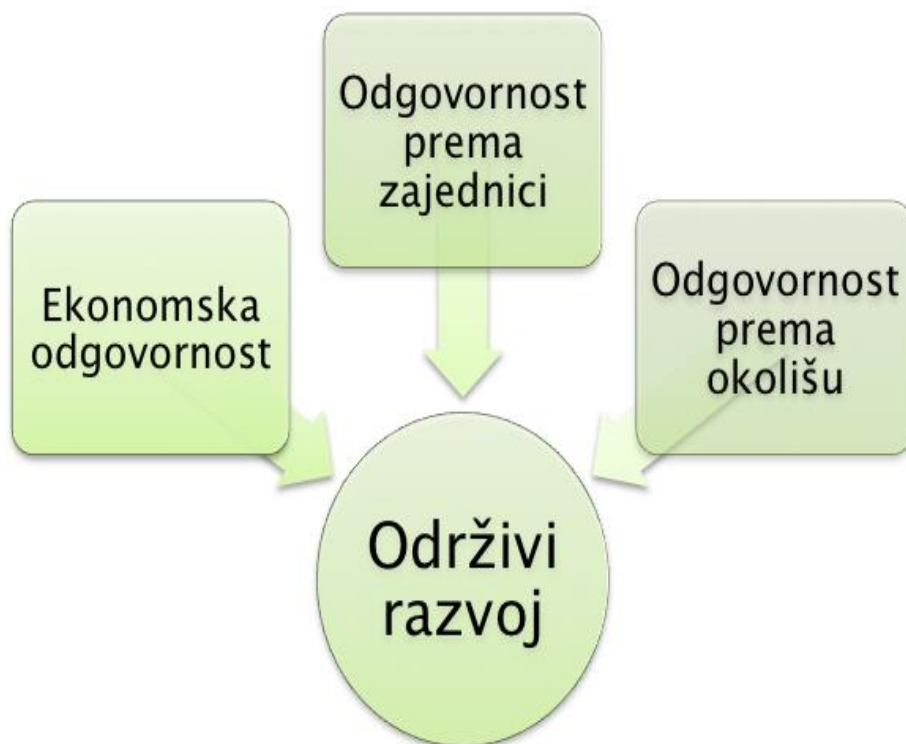 Odgovornost
prema
zajednici
Ekonomska
odgovornost
Odgovornost
prema
okolišu
Održivi
razvoj